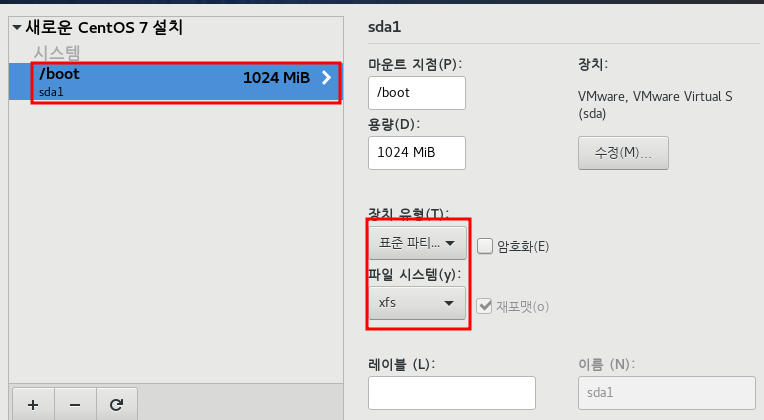 새로운 CentOS 7 설치
시스템
/boot
1024 MiB
sda1
sda1
마운트 지점(P):
장치:
/boot
VMware, VMware Virtual S
(sda)
용량(D):
1024 MiB
수정(M)...
장치 유형(T):
표준 파티...
암호화(E)
파일 시스템(y):
xfs
재포맷(o)
레이블 (L):
이름 (N):
sda1